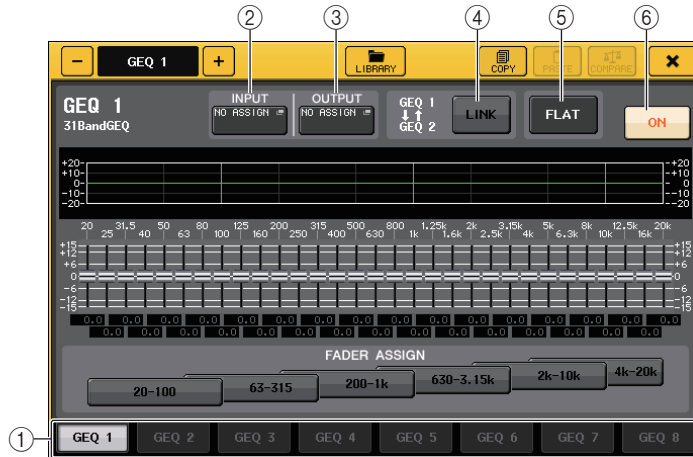 ② ③ ④ ⑤ ⑥
− GEQ 1 + LIBRARY COPY PASTE COMPARE ×
GEQ 1
31BandGEQ
INPUT
NO ASSIGN
OUTPUT
NO ASSIGN
GEQ 1
↓↑
GEQ 2
LINK
FLAT
ON
+20 +20
+10 +10
0 0
−10 −10
−20 −20
20 31.5 50 80 125 200 315 500 800 1.25k 2k 3.15k 5k 8k 12.5k 20k
25 40 63 100 160 250 400 630 1k 1.6k 2.5k 4k 6.3k 10k 16k
+15 +15
+12 +12
+6 +6
0 0
−6 −6
−12 −12
−15 −15
0.0 0.0 0.0 0.0 0.0 0.0 0.0 0.0 0.0 0.0 0.0 0.0 0.0 0.0 0.0 0.0
0.0 0.0 0.0 0.0 0.0 0.0 0.0 0.0 0.0 0.0 0.0 0.0 0.0 0.0 0.0
FADER ASSIGN
20-100 63-315 200-1k 630-3.15k 2k-10k 4k-20k
① GEQ 1 GEQ 2 GEQ 3 GEQ 4 GEQ 5 GEQ 6 GEQ 7 GEQ 8